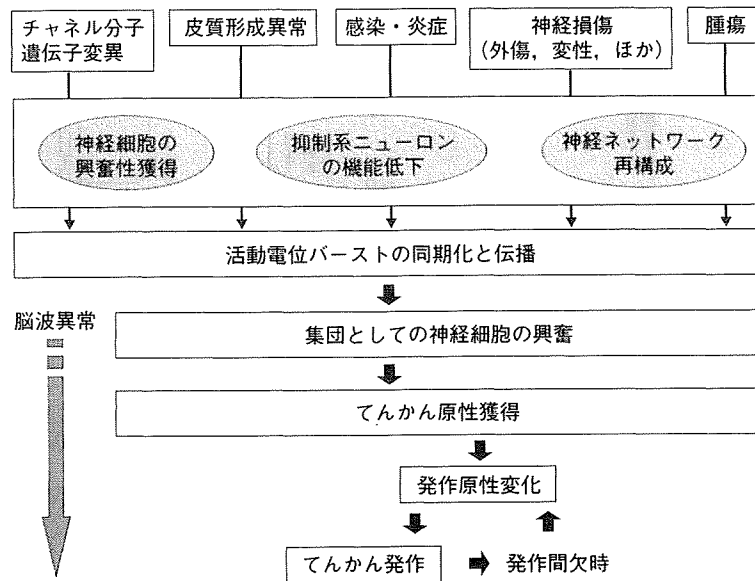 チャネル分子
遺伝子変異
皮質形成異常
感染・炎症
神経損傷
（外傷，変性，ほか）
腫瘍
神経細胞の
興奮性獲得
抑制系ニューロン
の機能低下
神経ネットワーク
再構成
活動電位バーストの同期化と伝播
脳波異常
集団としての神経細胞の興奮
てんかん原性獲得
発作原性変化
てんかん発作
発作間欠時